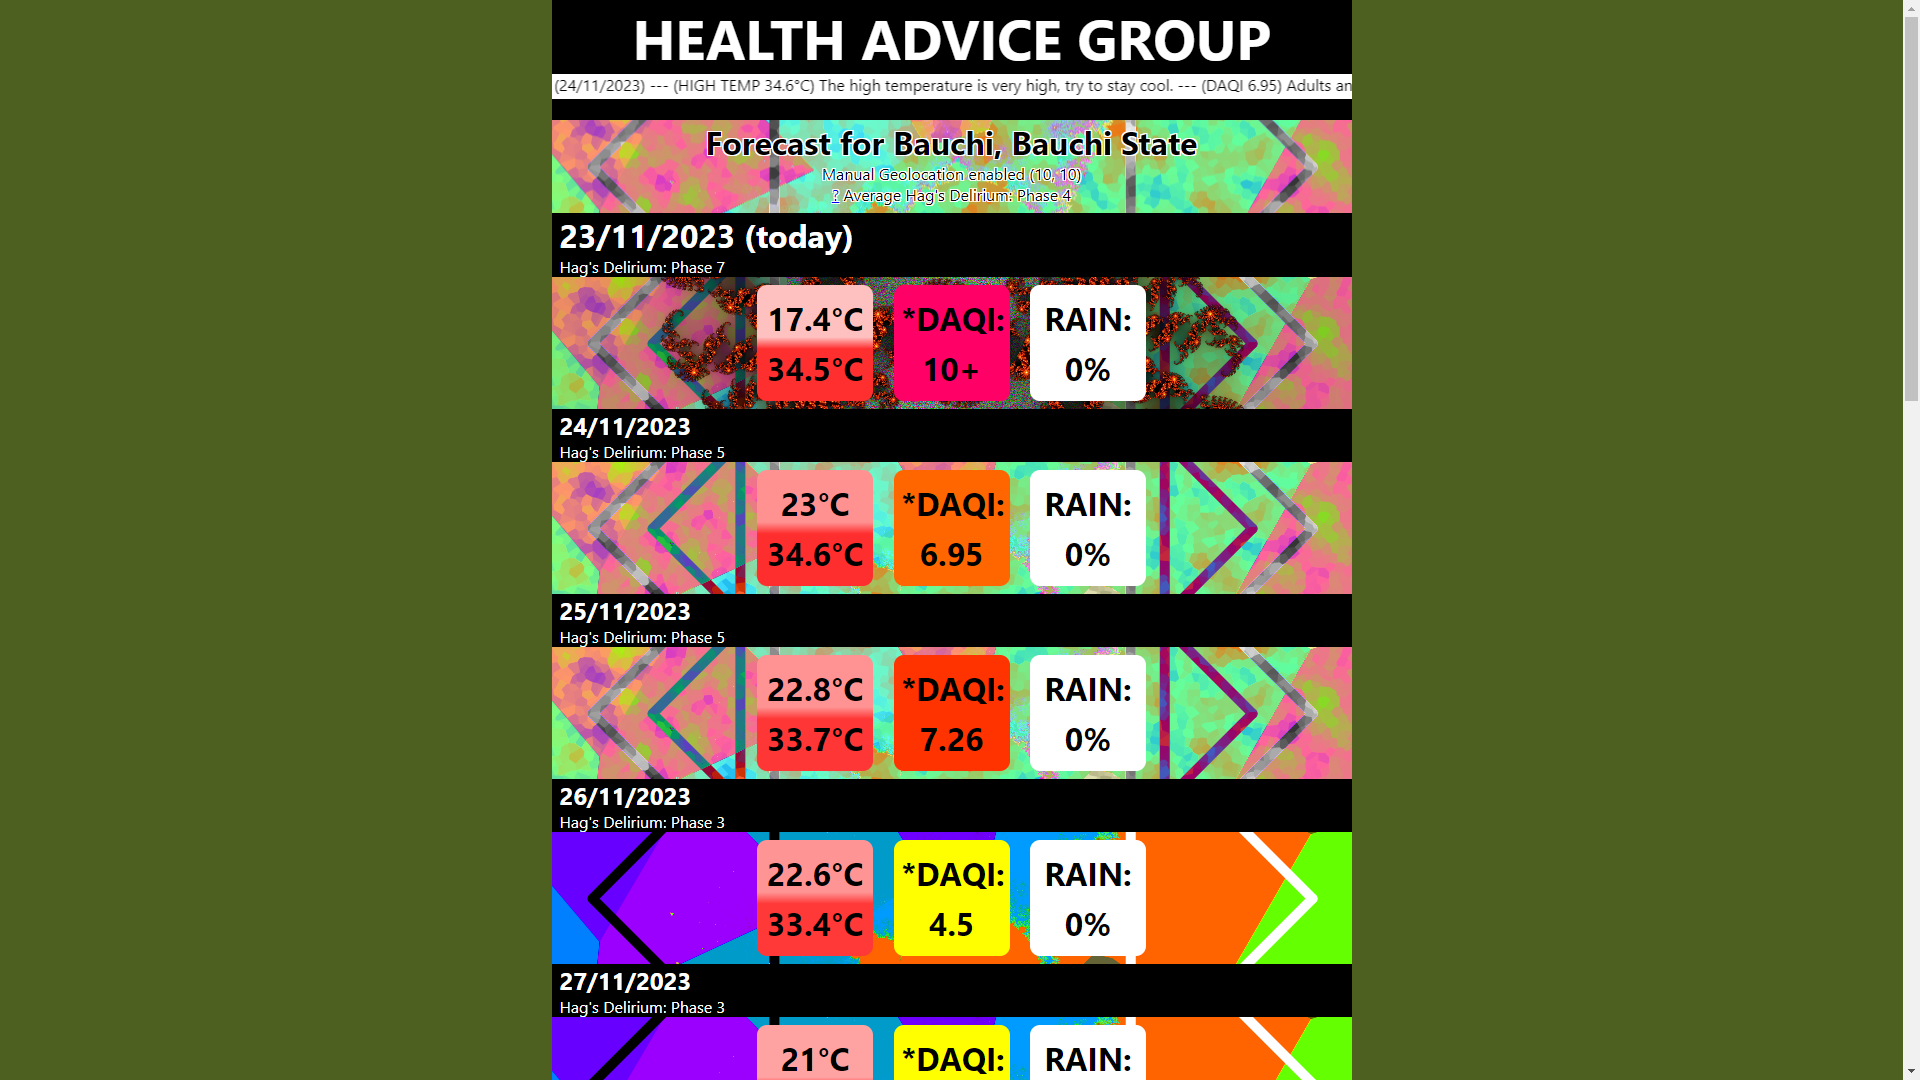 HEALTH ADVICE GROUP
(24/11/2023) --- (HIGH TEMP 34.6°C) The high temperature is very high, try to stay cool. --- (DAQI 6.95) Adults an
Forecast for Bauchi, Bauchi State
Manual Geolocation enabled (10, 10)
? Average Hag's Delirium: Phase 4
23/11/2023 (today)
Hag's Delirium: Phase 7
17.4°C *DAQI: RAIN:
34.5°C 10+ 0%
24/11/2023
Hag's Delirium: Phase 5
23°C *DAQI: RAIN:
34.6°C 6.95 0%
25/11/2023
Hag's Delirium: Phase 5
22.8°C *DAQI: RAIN:
33.7°C 7.26 0%
26/11/2023
Hag's Delirium: Phase 3
22.6°C *DAQI: RAIN:
33.4°C 4.5 0%
27/11/2023
Hag's Delirium: Phase 3
21°C *DAQI: RAIN: